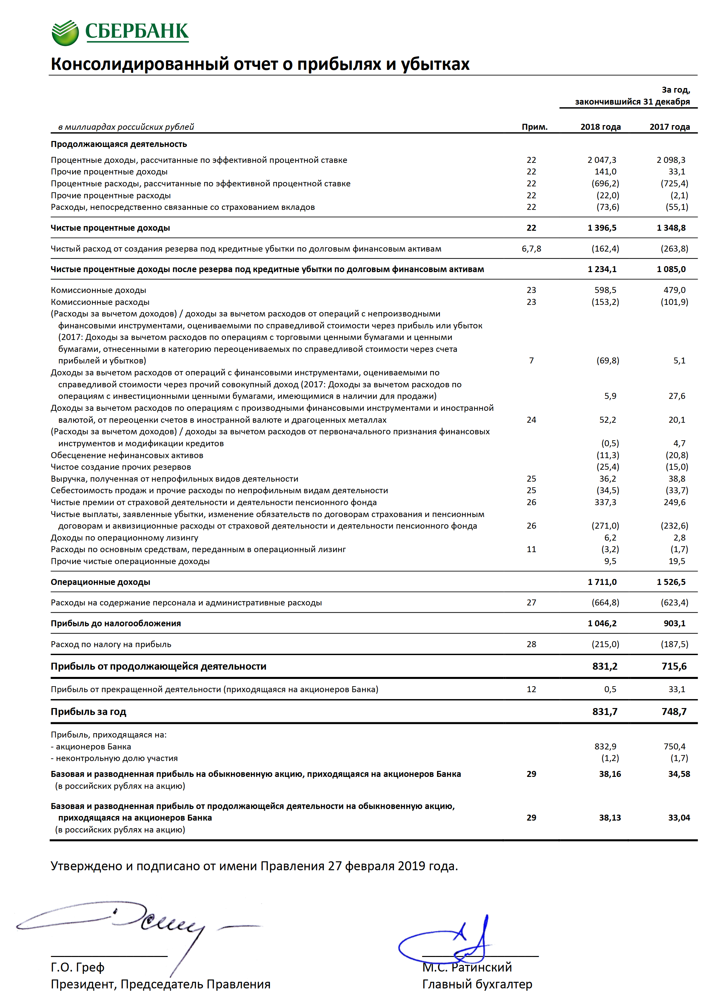 СБЕРБАНК
Консолидированный отчет о прибылях и убытках
За год,
закончившийся 31 декабря
в миллиардах российских рублей Прим. 2018 года 2017 года
Продолжающаяся деятельность
Процентные доходы, рассчитанные по эффективной процентной ставке 22 2 047,3 2 098,3
Прочие процентные доходы 22 141,0 33,1
Процентные расходы, рассчитанные по эффективной процентной ставке 22 (696,2) (725,4)
Прочие процентные расходы 22 (22,0) (2,1)
Расходы, непосредственно связанные со страхованием вкладов 22 (73,6) (55,1)
Чистые процентные доходы 22 1 396,5 1 348,8
Чистый расход от создания резерва под кредитные убытки по долговым финансовым активам 6,7,8 (162,4) (263,8)
Чистые процентные доходы после резерва под кредитные убытки по долговым финансовым активам 1 234,1 1 085,0
Комиссионные доходы 23 598,5 479,0
Комиссионные расходы 23 (153,2) (101,9)
(Расходы за вычетом доходов) / доходы за вычетом расходов от операций с непроизводными
финансовыми инструментами, оцениваемыми по справедливой стоимости через прибыль или убыток
(2017: Доходы за вычетом расходов по операциям с торговыми ценными бумагами и ценными
бумагами, отнесенными в категорию переоцениваемых по справедливой стоимости через счета
прибылей и убытков) 7 (69,8) 5,1
Доходы за вычетом расходов от операций с финансовыми инструментами, оцениваемыми по
справедливой стоимости через прочий совокупный доход (2017: Доходы за вычетом расходов по
операциям с инвестиционными ценными бумагами, имеющимися в наличии для продажи) 5,9 27,6
Доходы за вычетом расходов по операциям с производными финансовыми инструментами и иностранной
валютой, от переоценки счетов в иностранной валюте и драгоценных металлах 24 52,2 20,1
(Расходы за вычетом доходов) / доходы за вычетом расходов от первоначального признания финансовых
инструментов и модификации кредитов (0,5) 4,7
Обесценение нефинансовых активов (11,3) (20,8)
Чистое создание прочих резервов (25,4) (15,0)
Выручка, полученная от непрофильных видов деятельности 25 36,2 38,8
Себестоимость продаж и прочие расходы по непрофильным видам деятельности 25 (34,5) (33,7)
Чистые премии от страховой деятельности и деятельности пенсионного фонда 26 337,3 249,6
Чистые выплаты, заявленные убытки, изменение обязательств по договорам страхования и пенсионным
договорам и аквизиционные расходы от страховой деятельности и деятельности пенсионного фонда 26 (271,0) (232,6)
Доходы по операционному лизингу 6,2 2,8
Расходы по основным средствам, переданным в операционный лизинг 11 (3,2) (1,7)
Прочие чистые операционные доходы 9,5 19,5
Операционные доходы 1 711,0 1 526,5
Расходы на содержание персонала и административные расходы 27 (664,8) (623,4)
Прибыль до налогообложения 1 046,2 903,1
Расход по налогу на прибыль 28 (215,0) (187,5)
Прибыль от продолжающейся деятельности 831,2 715,6
Прибыль от прекращенной деятельности (приходящаяся на акционеров Банка) 12 0,5 33,1
Прибыль за год 831,7 748,7
Прибыль, приходящаяся на:
- акционеров Банка 832,9 750,4
- неконтрольную долю участия (1,2) (1,7)
Базовая и разводненная прибыль на обыкновенную акцию, приходящаяся на акционеров Банка 29 38,16 34,58
(в российских рублях на акцию)
Базовая и разводненная прибыль от продолжающейся деятельности на обыкновенную акцию,
приходящаяся на акционеров Банка 29 38,13 33,04
(в российских рублях на акцию)
Утверждено и подписано от имени Правления 27 февраля 2019 года.
Г.О. Греф М.С. Ратинский
Президент, Председатель Правления Главный бухгалтер